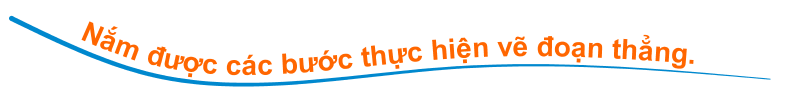 Nắm được các bước thực hiện vẽ đoạn thẳng.